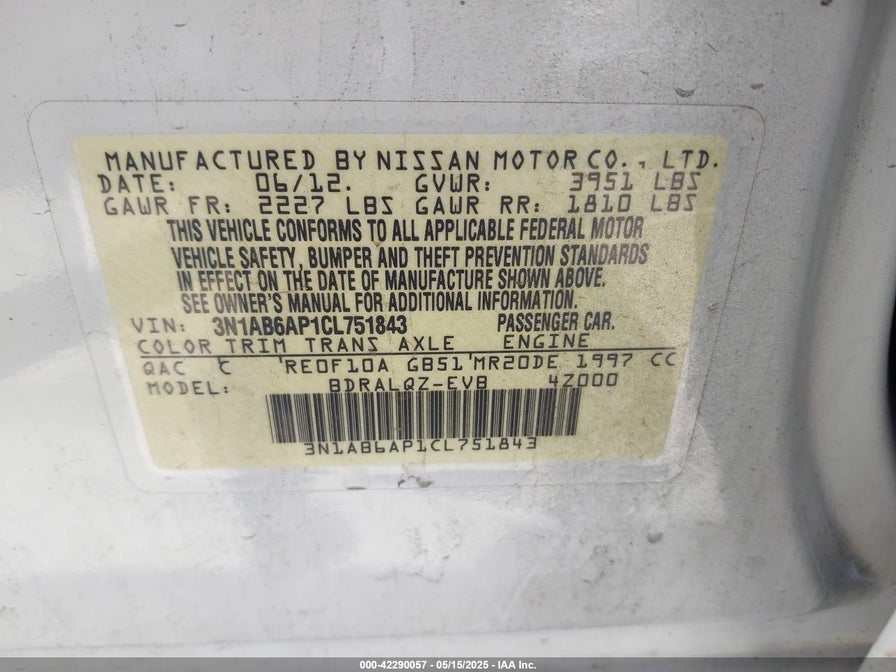 MANUFACTURED BY NISSAN MOTOR CO., LTD.
DATE: 06/12. GVWR: 3951 LBS
GAWR FR: 2227 LBS GAWR RR: 1810 LBS
THIS VEHICLE CONFORMS TO ALL APPLICABLE FEDERAL MOTOR
VEHICLE SAFETY, BUMPER AND THEFT PREVENTION STANDARDS
IN EFFECT ON THE DATE OF MANUFACTURE SHOWN ABOVE.
SEE OWNER'S MANUAL FOR ADDITIONAL INFORMATION.
VIN: 3N1AB6AP1CL751843 PASSENGER CAR.
COLOR TRIM TRANS AXLE ENGINE
QAC C RE0F10A GB51 MR20DE 1997 CC
MODEL: BDRALQZ-EVB 4Z000
3N1AB6AP1CL751843
000-42290057 - 05/15/2025 - IAA Inc.